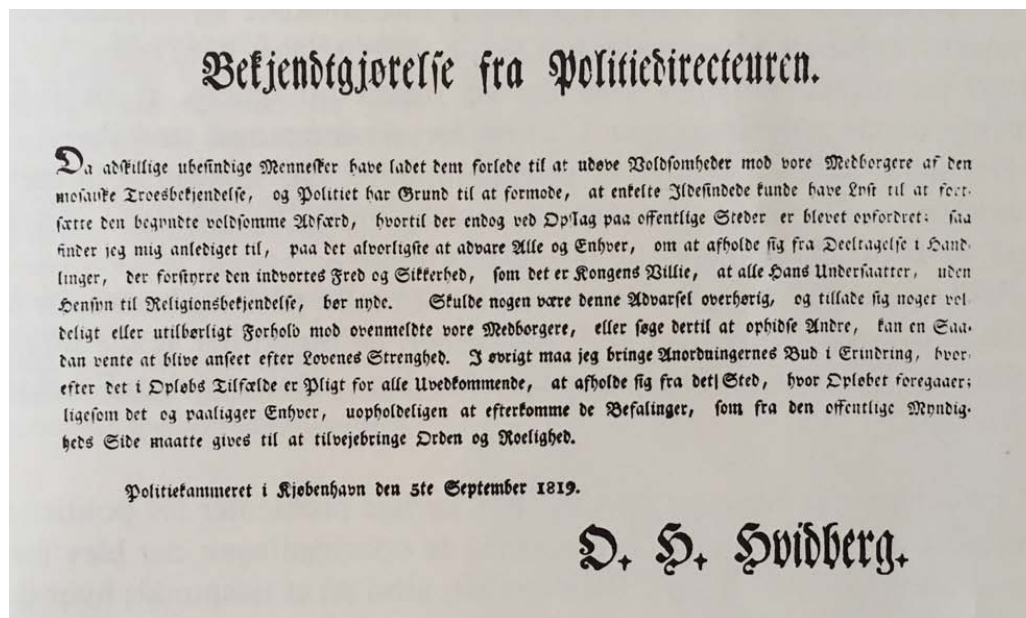 Bekjendtgjørelse fra Politiedirecteuren.
Da adskillige ubesindige Mennesker have ladet dem forlede til at udøve Voldsomheder mod vore Medborgere af den
mosaiske Troesbekjendelse, og Politiet har Grund til at formode, at enkelte Ildesindede kunde have Lyst til at fort-
sætte den begyndte voldsomme Adfærd, hvortil der endog ved Opslag paa offentlige Steder er blevet opfordret; saa
finder jeg mig anlediget til, paa det alvorligste at advare Alle og Enhver, om at afholde sig fra Deeltagelse i Hand-
linger, der forstyrre den indvortes Fred og Sikkerhed, som det er Kongens Villie, at alle Hans Undersaatter, uden
Hensyn til Religionsbekjendelse, bør nyde. Skulde nogen være denne Advarsel overhørig, og tillade sig noget vol-
deligt eller utilbørligt Forhold mod ovenmeldte vore Medborgere, eller søge dertil at ophidse Andre, kan en Saa-
dan vente at blive anseet efter Lovenes Strenghed. I øvrigt maa jeg bringe Anordningernes Bud i Erindring, hvor-
efter det i Opløbs Tilfælde er Pligt for alle Uvedkommende, at afholde sig fra det Sted, hvor Opløbet foregaaer;
ligesom det og paaligger Enhver, uopholdeligen at efterkomme de Befalinger, som fra den offentlige Myndig-
heds Side maatte gives til at tilvejebringe Orden og Roelighed.
Politiekammeret i Kjøbenhavn den 5te September 1819.
O. H. Hvidberg.